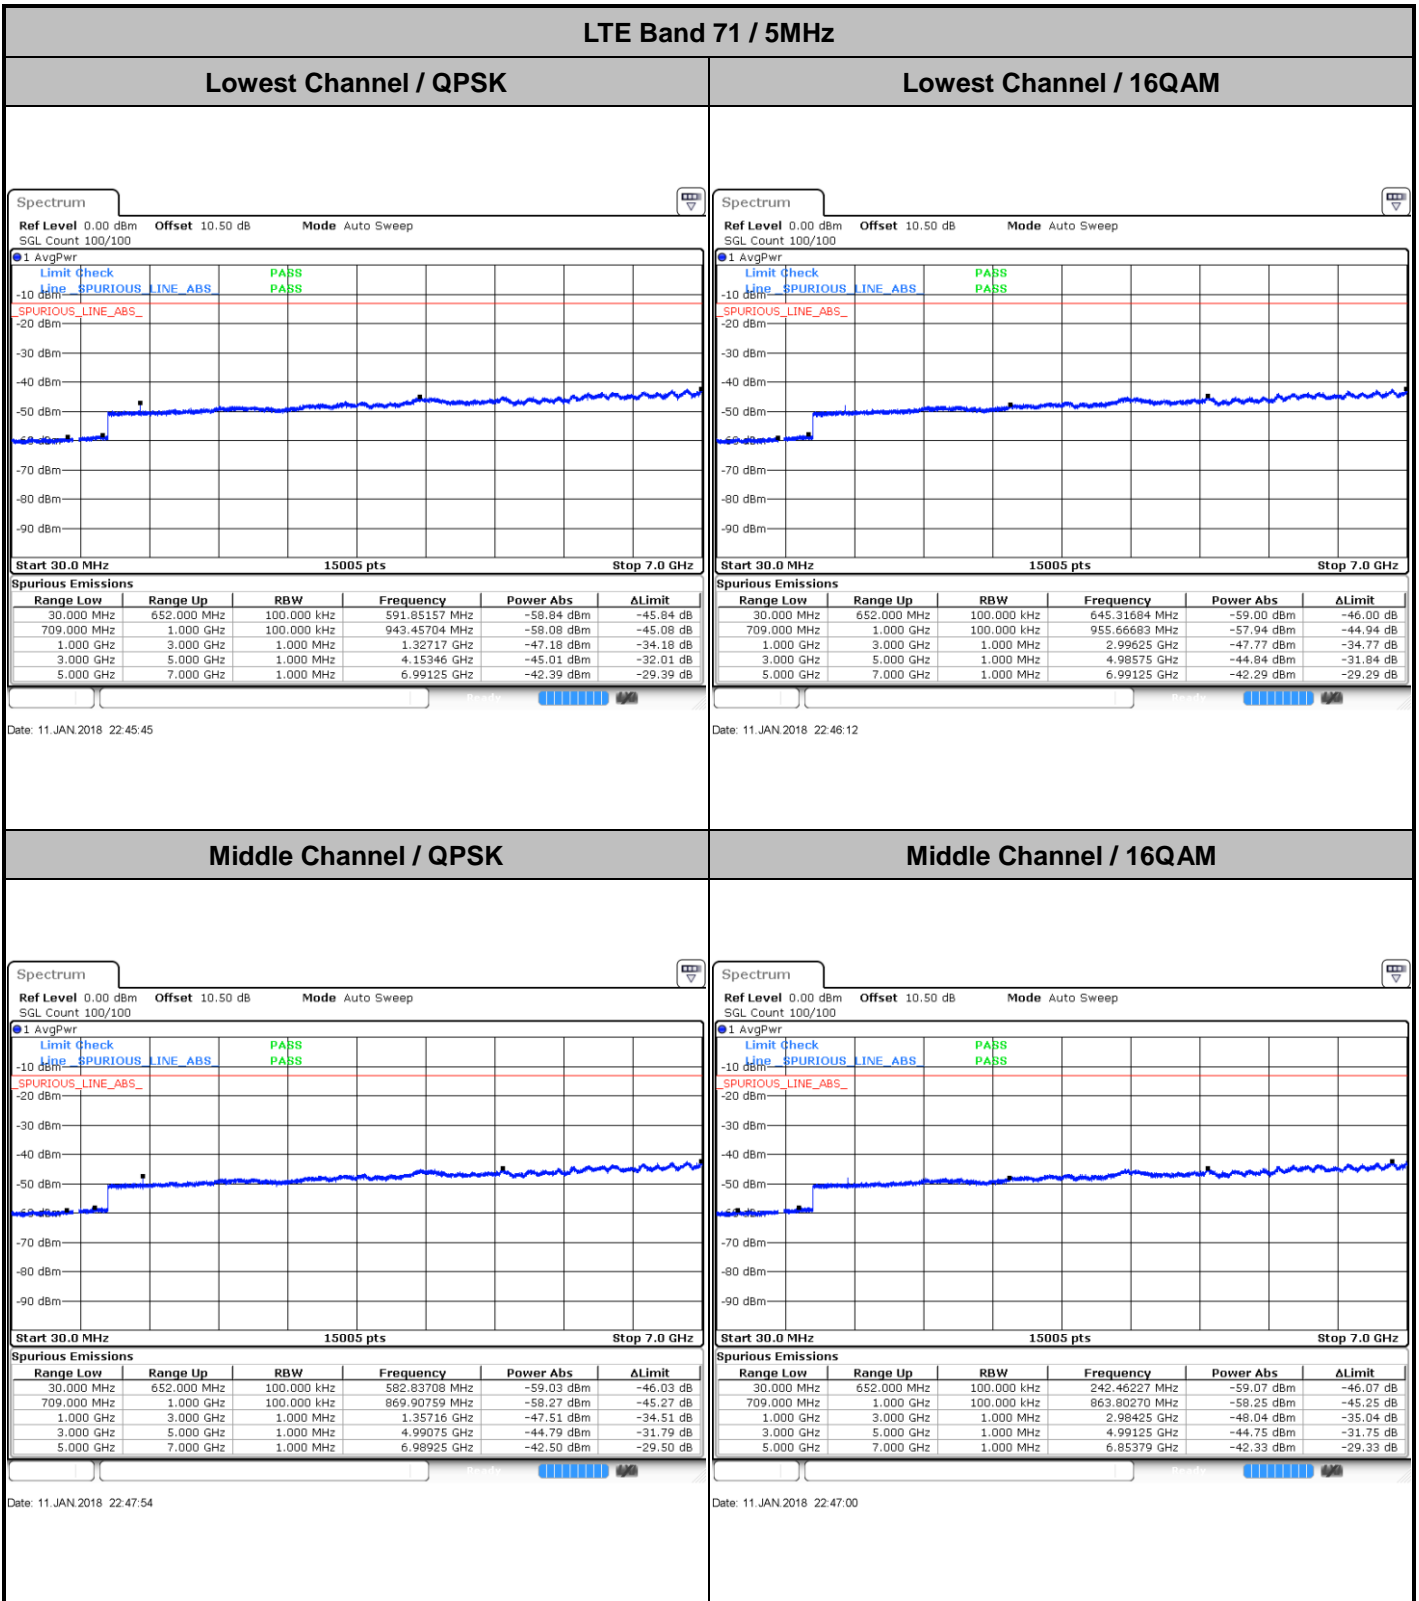 LTE Band 71 / 5MHz
Lowest Channel / QPSK
Lowest Channel / 16QAM
Spectrum
Ref Level 0.00 dBm Offset 10.50 dB Mode Auto Sweep
SGL Count 100/100
1 AvgPwr
Limit Check PASS
Line _SPURIOUS_LINE_ABS_ PASS
-10 dBm
_SPURIOUS_LINE_ABS_
-20 dBm
-30 dBm
-40 dBm
-50 dBm
-60 dBm
-70 dBm
-80 dBm
-90 dBm
Start 30.0 MHz 15005 pts Stop 7.0 GHz
Spurious Emissions
Range Low Range Up RBW Frequency Power Abs ΔLimit
30.000 MHz 652.000 MHz 100.000 kHz 591.85157 MHz -58.84 dBm -45.84 dB
709.000 MHz 1.000 GHz 100.000 kHz 943.45704 MHz -58.08 dBm -45.08 dB
1.000 GHz 3.000 GHz 1.000 MHz 1.32717 GHz -47.18 dBm -34.18 dB
3.000 GHz 5.000 GHz 1.000 MHz 4.15346 GHz -45.01 dBm -32.01 dB
5.000 GHz 7.000 GHz 1.000 MHz 6.99125 GHz -42.39 dBm -29.39 dB
Ready
Date: 11.JAN.2018 22:45:45
Spectrum
Ref Level 0.00 dBm Offset 10.50 dB Mode Auto Sweep
SGL Count 100/100
1 AvgPwr
Limit Check PASS
Line _SPURIOUS_LINE_ABS_ PASS
-10 dBm
_SPURIOUS_LINE_ABS_
-20 dBm
-30 dBm
-40 dBm
-50 dBm
-60 dBm
-70 dBm
-80 dBm
-90 dBm
Start 30.0 MHz 15005 pts Stop 7.0 GHz
Spurious Emissions
Range Low Range Up RBW Frequency Power Abs ΔLimit
30.000 MHz 652.000 MHz 100.000 kHz 645.31684 MHz -59.00 dBm -46.00 dB
709.000 MHz 1.000 GHz 100.000 kHz 955.66683 MHz -57.94 dBm -44.94 dB
1.000 GHz 3.000 GHz 1.000 MHz 2.99625 GHz -47.77 dBm -34.77 dB
3.000 GHz 5.000 GHz 1.000 MHz 4.98575 GHz -44.84 dBm -31.84 dB
5.000 GHz 7.000 GHz 1.000 MHz 6.99125 GHz -42.29 dBm -29.29 dB
Ready
Date: 11.JAN.2018 22:46:12
Middle Channel / QPSK
Middle Channel / 16QAM
Spectrum
Ref Level 0.00 dBm Offset 10.50 dB Mode Auto Sweep
SGL Count 100/100
1 AvgPwr
Limit Check PASS
Line _SPURIOUS_LINE_ABS_ PASS
-10 dBm
_SPURIOUS_LINE_ABS_
-20 dBm
-30 dBm
-40 dBm
-50 dBm
-60 dBm
-70 dBm
-80 dBm
-90 dBm
Start 30.0 MHz 15005 pts Stop 7.0 GHz
Spurious Emissions
Range Low Range Up RBW Frequency Power Abs ΔLimit
30.000 MHz 652.000 MHz 100.000 kHz 582.83708 MHz -59.03 dBm -46.03 dB
709.000 MHz 1.000 GHz 100.000 kHz 869.90759 MHz -58.27 dBm -45.27 dB
1.000 GHz 3.000 GHz 1.000 MHz 1.35716 GHz -47.51 dBm -34.51 dB
3.000 GHz 5.000 GHz 1.000 MHz 4.99075 GHz -44.79 dBm -31.79 dB
5.000 GHz 7.000 GHz 1.000 MHz 6.98925 GHz -42.50 dBm -29.50 dB
Ready
Date: 11.JAN.2018 22:47:54
Spectrum
Ref Level 0.00 dBm Offset 10.50 dB Mode Auto Sweep
SGL Count 100/100
1 AvgPwr
Limit Check PASS
Line _SPURIOUS_LINE_ABS_ PASS
-10 dBm
_SPURIOUS_LINE_ABS_
-20 dBm
-30 dBm
-40 dBm
-50 dBm
-60 dBm
-70 dBm
-80 dBm
-90 dBm
Start 30.0 MHz 15005 pts Stop 7.0 GHz
Spurious Emissions
Range Low Range Up RBW Frequency Power Abs ΔLimit
30.000 MHz 652.000 MHz 100.000 kHz 242.46227 MHz -59.07 dBm -46.07 dB
709.000 MHz 1.000 GHz 100.000 kHz 863.80270 MHz -58.25 dBm -45.25 dB
1.000 GHz 3.000 GHz 1.000 MHz 2.98425 GHz -48.04 dBm -35.04 dB
3.000 GHz 5.000 GHz 1.000 MHz 4.99125 GHz -44.75 dBm -31.75 dB
5.000 GHz 7.000 GHz 1.000 MHz 6.85379 GHz -42.33 dBm -29.33 dB
Ready
Date: 11.JAN.2018 22:47:00